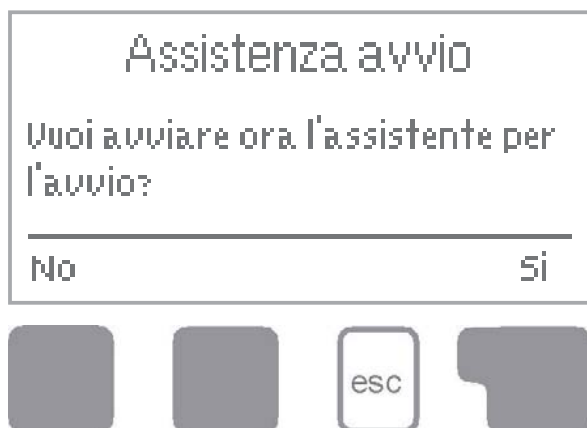 Assistenza avvio
Vuoi avviare ora l'assistente per
l'avvio?
No Si
esc